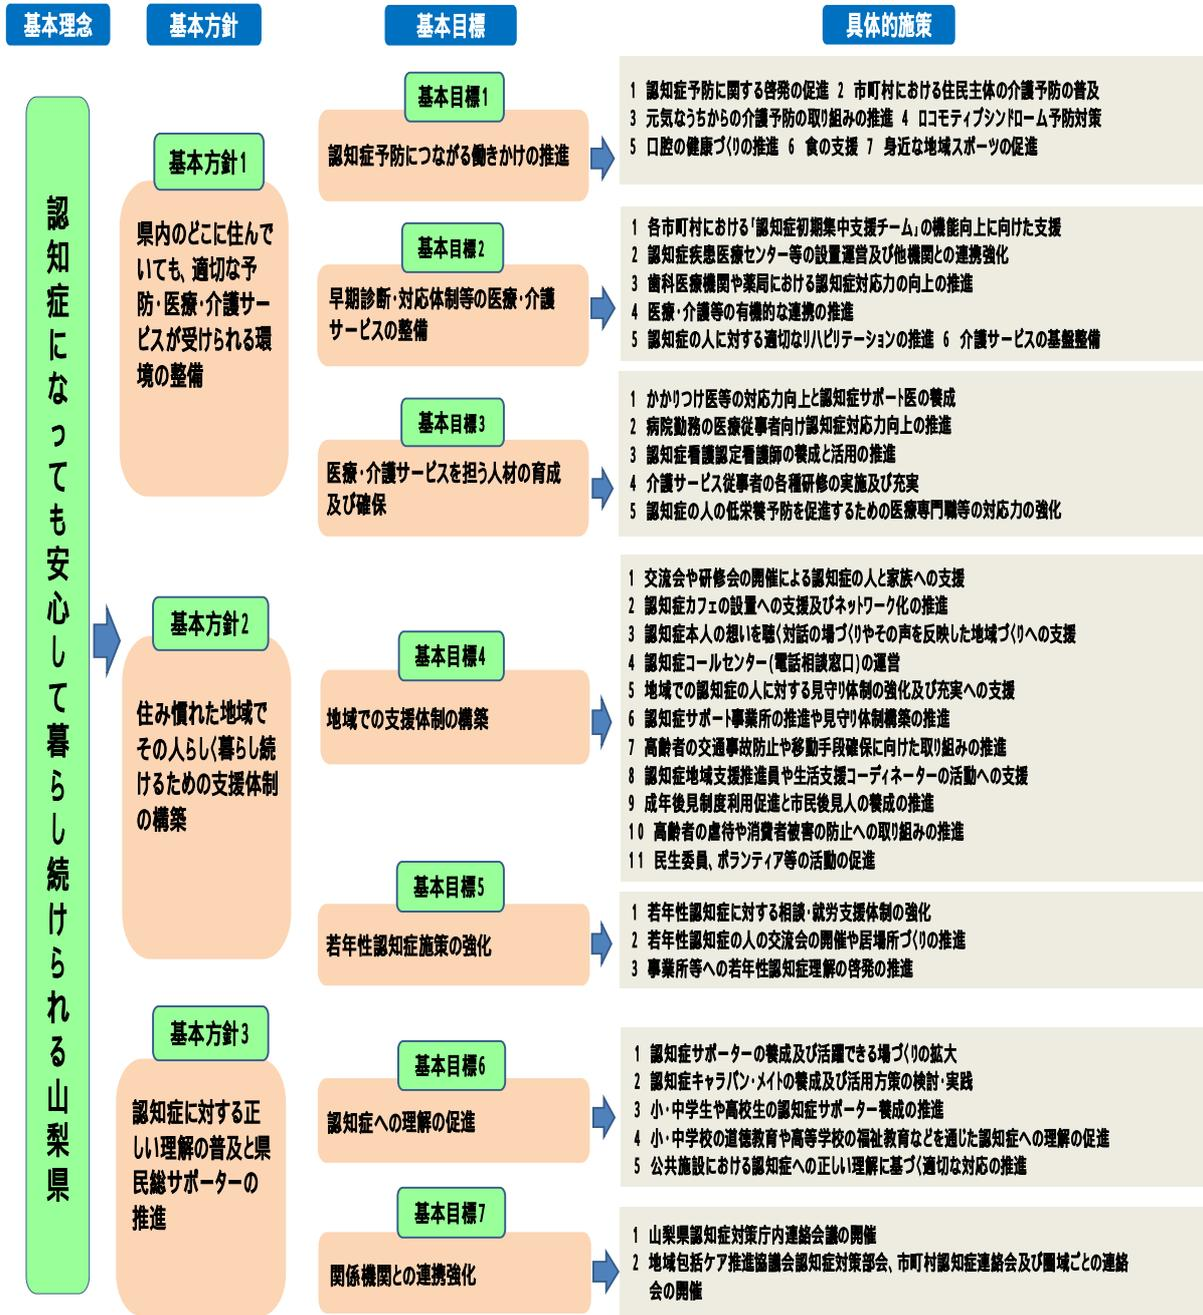 基本理念
基本方針
基本目標
具体的施策
認知症になっても安心して暮らし続けられる山梨県
基本方針1
県内のどこに住んで
いても、適切な予
防・医療・介護サー
ビスが受けられる環
境の整備
基本目標1
認知症予防につながる働きかけの推進
1 認知症予防に関する啓発の促進 2 市町村における住民主体の介護予防の普及
3 元気なうちからの介護予防の取り組みの推進 4 ロコモティブシンドローム予防対策
5 口腔の健康づくりの推進 6 食の支援 7 身近な地域スポーツの促進
基本目標2
早期診断・対応体制等の医療・介護
サービスの整備
1 各市町村における「認知症初期集中支援チーム」の機能向上に向けた支援
2 認知症疾患医療センター等の設置運営及び他機関との連携強化
3 歯科医療機関や薬局における認知症対応力の向上の推進
4 医療・介護等の有機的な連携の推進
5 認知症の人に対する適切なリハビリテーションの推進 6 介護サービスの基盤整備
基本目標3
医療・介護サービスを担う人材の育成
及び確保
1 かかりつけ医等の対応力向上と認知症サポート医の養成
2 病院勤務の医療従事者向け認知症対応力向上の推進
3 認知症看護認定看護師の養成と活用の推進
4 介護サービス従事者の各種研修の実施及び充実
5 認知症の人の低栄養予防を促進するための医療専門職等の対応力の強化
基本方針2
住み慣れた地域で
その人らしく暮らし続
けるための支援体制
の構築
基本目標4
地域での支援体制の構築
1 交流会や研修会の開催による認知症の人と家族への支援
2 認知症カフェの設置への支援及びネットワーク化の推進
3 認知症本人の想いを聴く対話の場づくりやその声を反映した地域づくりへの支援
4 認知症コールセンター(電話相談窓口)の運営
5 地域での認知症の人に対する見守り体制の強化及び充実への支援
6 認知症サポート事業所の推進や見守り体制構築の推進
7 高齢者の交通事故防止や移動手段確保に向けた取り組みの推進
8 認知症地域支援推進員や生活支援コーディネーターの活動への支援
9 成年後見制度利用促進と市民後見人の養成の推進
10 高齢者の虐待や消費者被害の防止への取り組みの推進
11 民生委員、ボランティア等の活動の促進
基本目標5
若年性認知症施策の強化
1 若年性認知症に対する相談・就労支援体制の強化
2 若年性認知症の人の交流会の開催や居場所づくりの推進
3 事業所等への若年性認知症理解の啓発の推進
基本方針3
認知症に対する正
しい理解の普及と県
民総サポーターの
推進
基本目標6
認知症への理解の促進
1 認知症サポーターの養成及び活躍できる場づくりの拡大
2 認知症キャラバン・メイトの養成及び活用方策の検討・実践
3 小・中学生や高校生の認知症サポーター養成の推進
4 小・中学校の道徳教育や高等学校の福祉教育などを通じた認知症への理解の促進
5 公共施設における認知症への正しい理解に基づく適切な対応の推進
基本目標7
関係機関との連携強化
1 山梨県認知症対策庁内連絡会議の開催
2 地域包括ケア推進協議会認知症対策部会、市町村認知症連絡会及び圏域ごとの連絡
会の開催